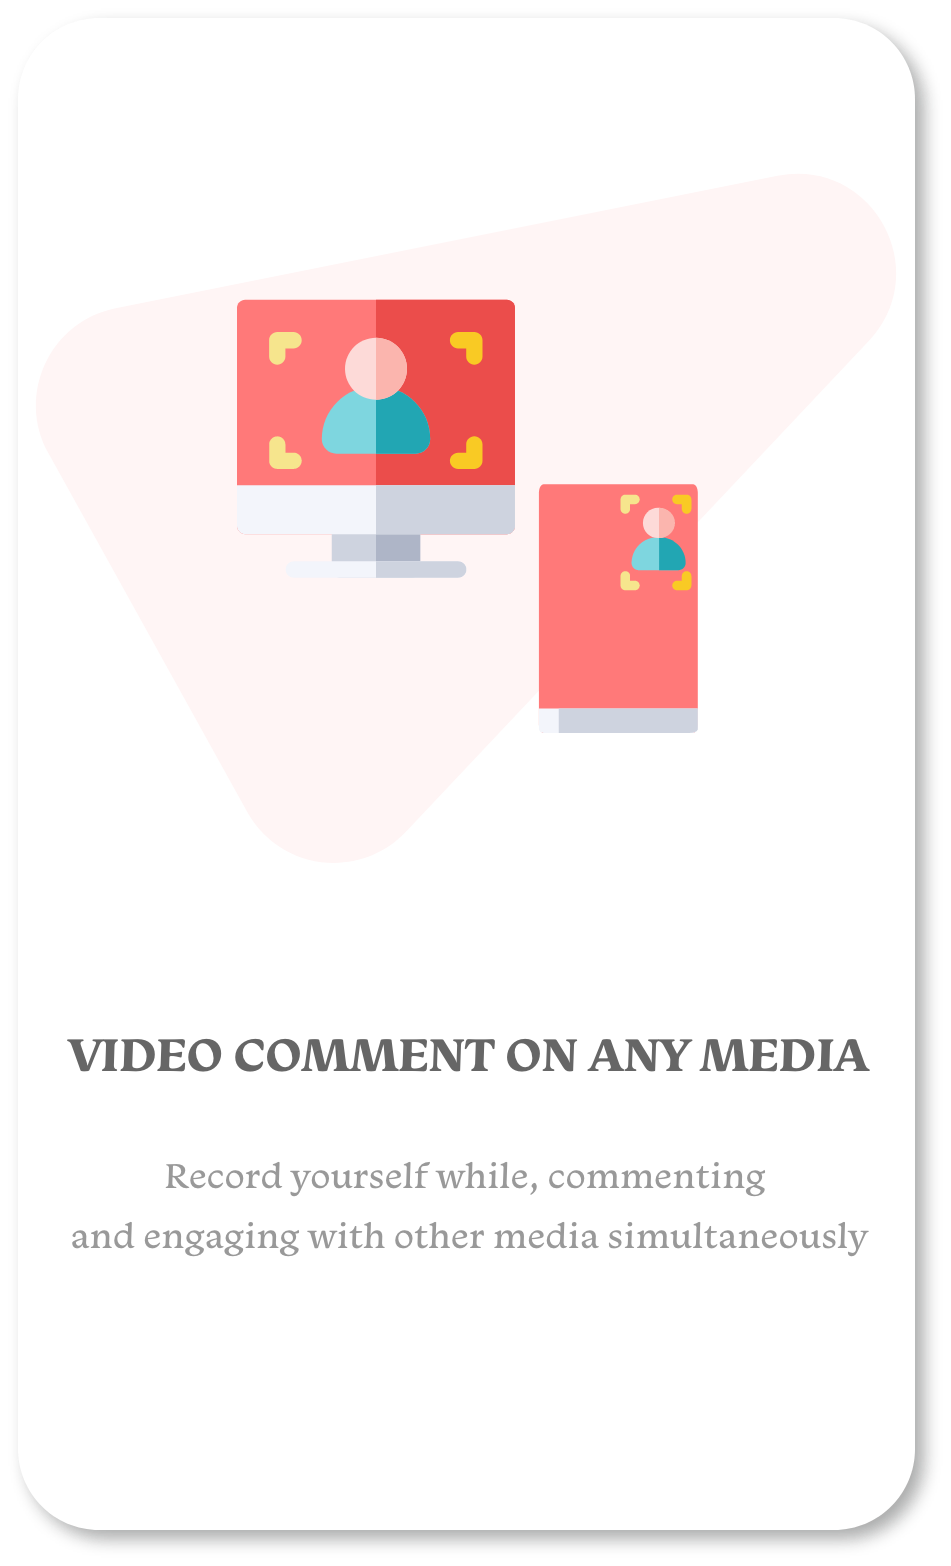 VIDEO COMMENT ON ANY MEDIA
Record yourself while, commenting
and engaging with other media simultaneously